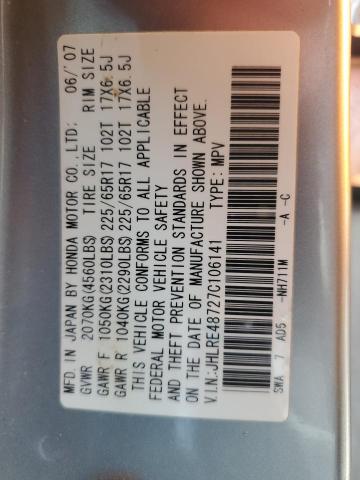 MFD. IN JAPAN BY HONDA MOTOR CO., LTD: 06/'07
GVWR 2070KG(4560LBS) TIRE SIZE RIM SIZE
GAWR F 1050KG(2310LBS) 225/65R17 102T 17X6.5J
GAWR R 1040KG(2290LBS) 225/65R17 102T 17X6.5J
THIS VEHICLE CONFORMS TO ALL APPLICABLE
FEDERAL MOTOR VEHICLE SAFETY
AND THEFT PREVENTION STANDARDS IN EFFECT
ON THE DATE OF MANUFACTURE SHOWN ABOVE.
V.I.N.:JHLRE48727C106141 TYPE: MPV
SWA 7 AD5 -NH711M -A -C